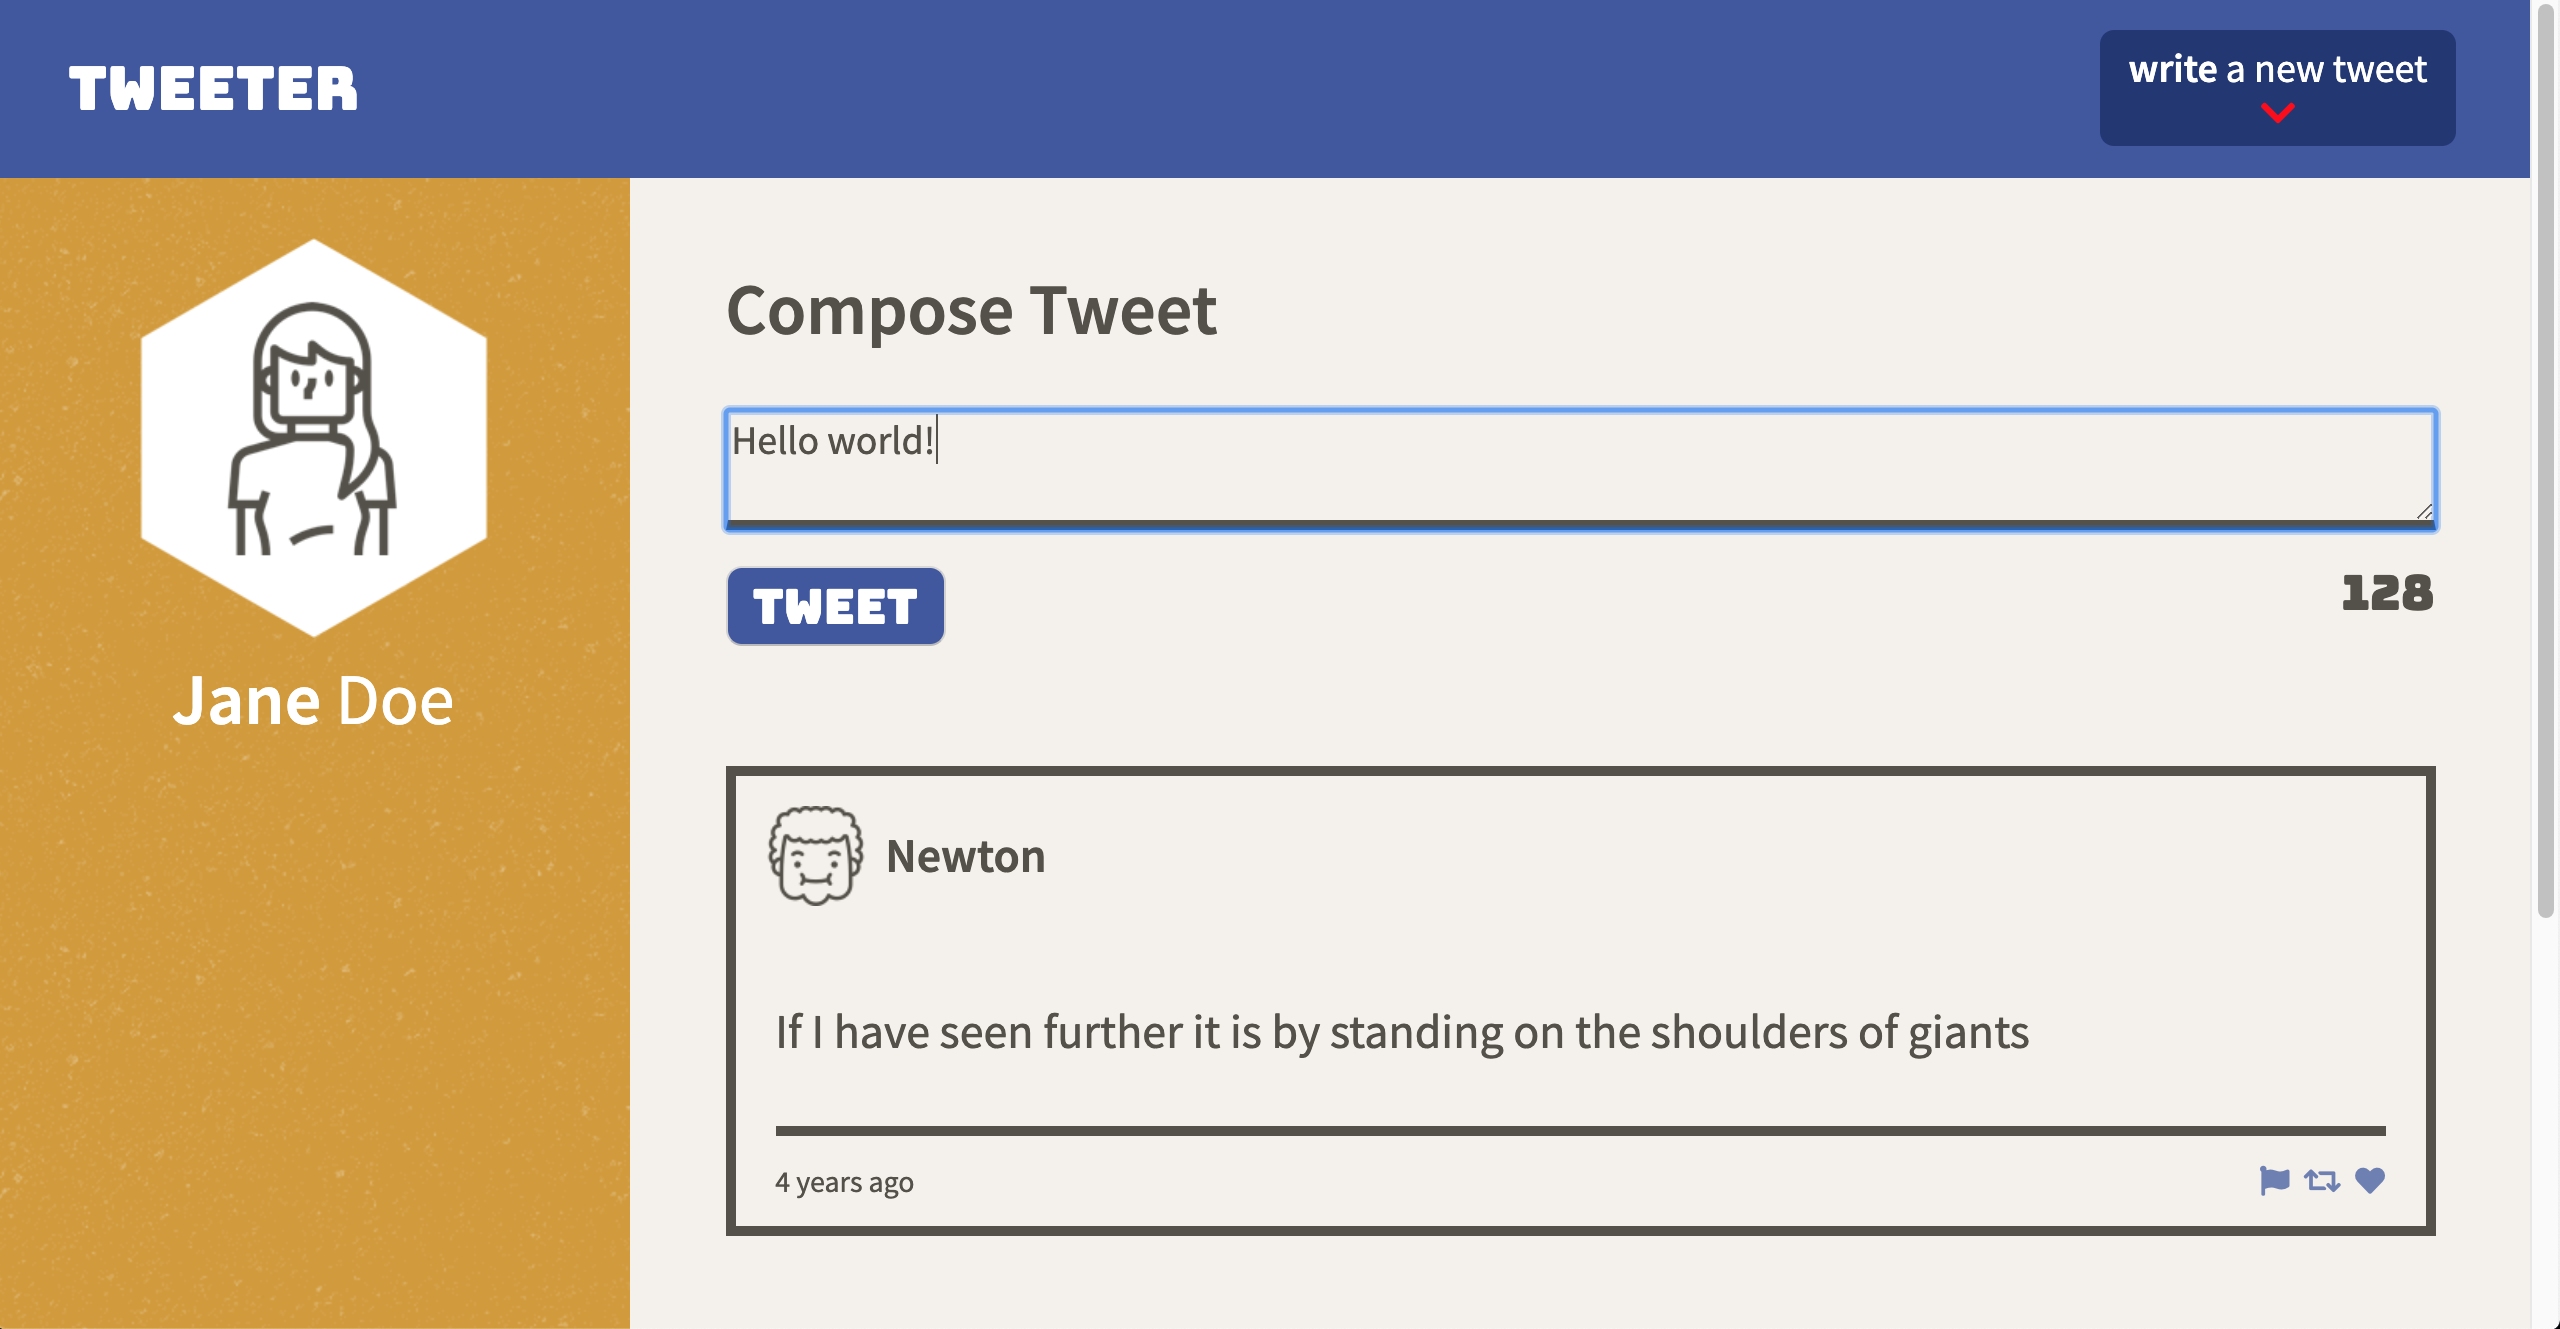 TWEETER
write a new tweet
Jane Doe
Compose Tweet
Hello world!
TWEET
128
Newton
If I have seen further it is by standing on the shoulders of giants
4 years ago